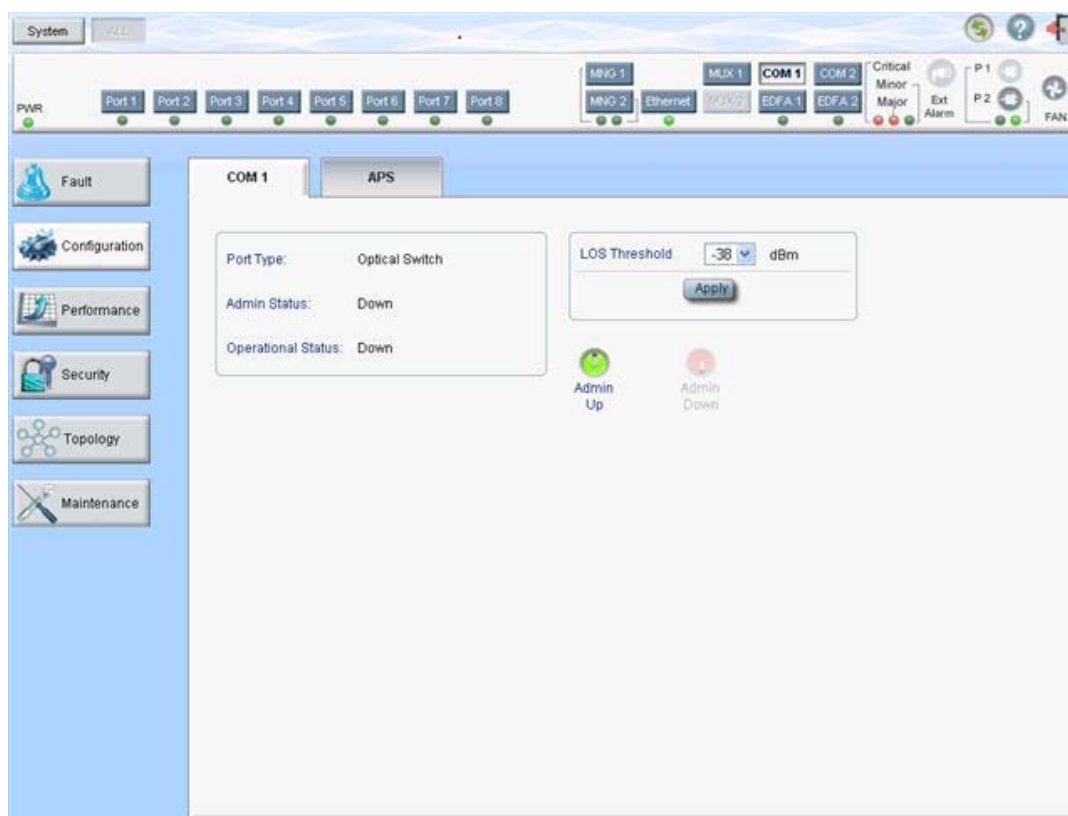 System
ALL
MNG 1
MUX 1
COM 1
COM 2
Critical
Minor
Major
Ext
Alarm
P 1
P 2
FAN
PWR
Port 1
Port 2
Port 3
Port 4
Port 5
Port 6
Port 7
Port 8
MNG 2
Ethernet
MUX 2
EDFA 1
EDFA 2
Fault
Configuration
Performance
Security
Topology
Maintenance
COM 1
APS
Port Type: Optical Switch
Admin Status: Down
Operational Status: Down
LOS Threshold -38 dBm
Apply
Admin
Up
Admin
Down